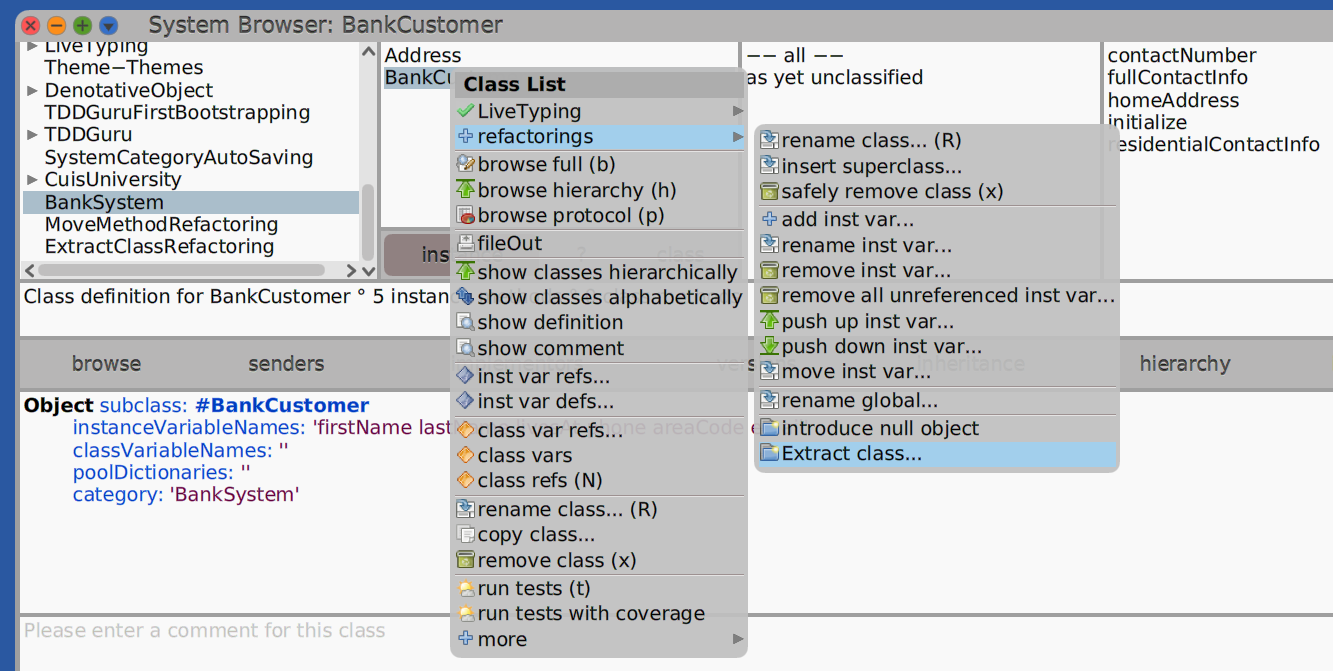 System Browser: BankCustomer
LiveTyping
Theme−Themes
DenotativeObject
TDDGuruFirstBootstrapping
TDDGuru
SystemCategoryAutoSaving
CuisUniversity
BankSystem
MoveMethodRefactoring
ExtractClassRefactoring
Address
BankCu
−− all −−
as yet unclassified
contactNumber
fullContactInfo
homeAddress
initialize
residentialContactInfo
ins
?
class
Class definition for BankCustomer ° 5 instan
browse
senders
inheritance
hierarchy
Object subclass: #BankCustomer
instanceVariableNames: 'firstName last phone areaCode
classVariableNames: ''
poolDictionaries: ''
category: 'BankSystem'
Please enter a comment for this class
Class List
LiveTyping
refactorings
browse full (b)
browse hierarchy (h)
browse protocol (p)
fileOut
show classes hierarchically
show classes alphabetically
show definition
show comment
inst var refs...
inst var defs...
class var refs...
class vars
class refs (N)
rename class... (R)
copy class...
remove class (x)
run tests (t)
run tests with coverage
more
rename class... (R)
insert superclass...
safely remove class (x)
add inst var...
rename inst var...
remove inst var...
remove all unreferenced inst var...
push up inst var...
push down inst var...
move inst var...
rename global...
introduce null object
Extract class...